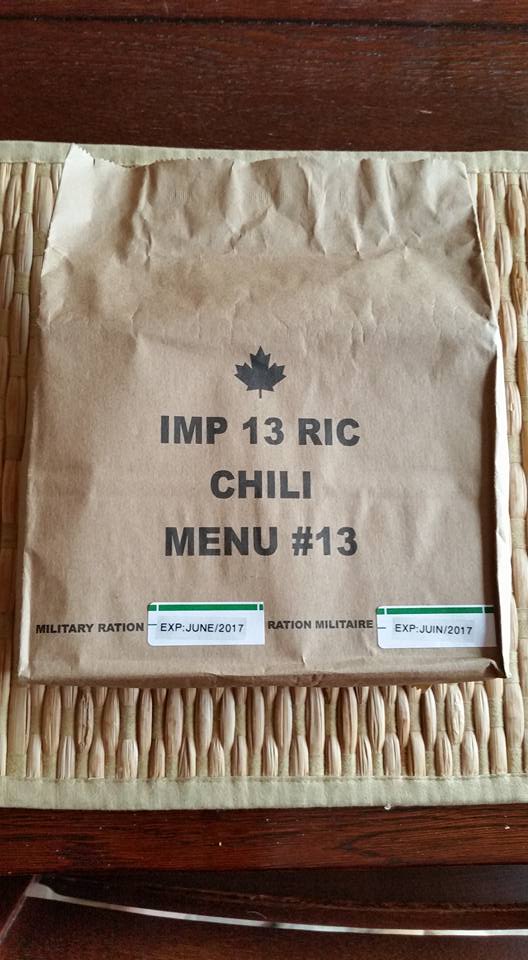 IMP 13 RIC
CHILI
MENU #13
MILITARY RATION EXP:JUNE/2017 RATION MILITAIRE EXP:JUIN/2017